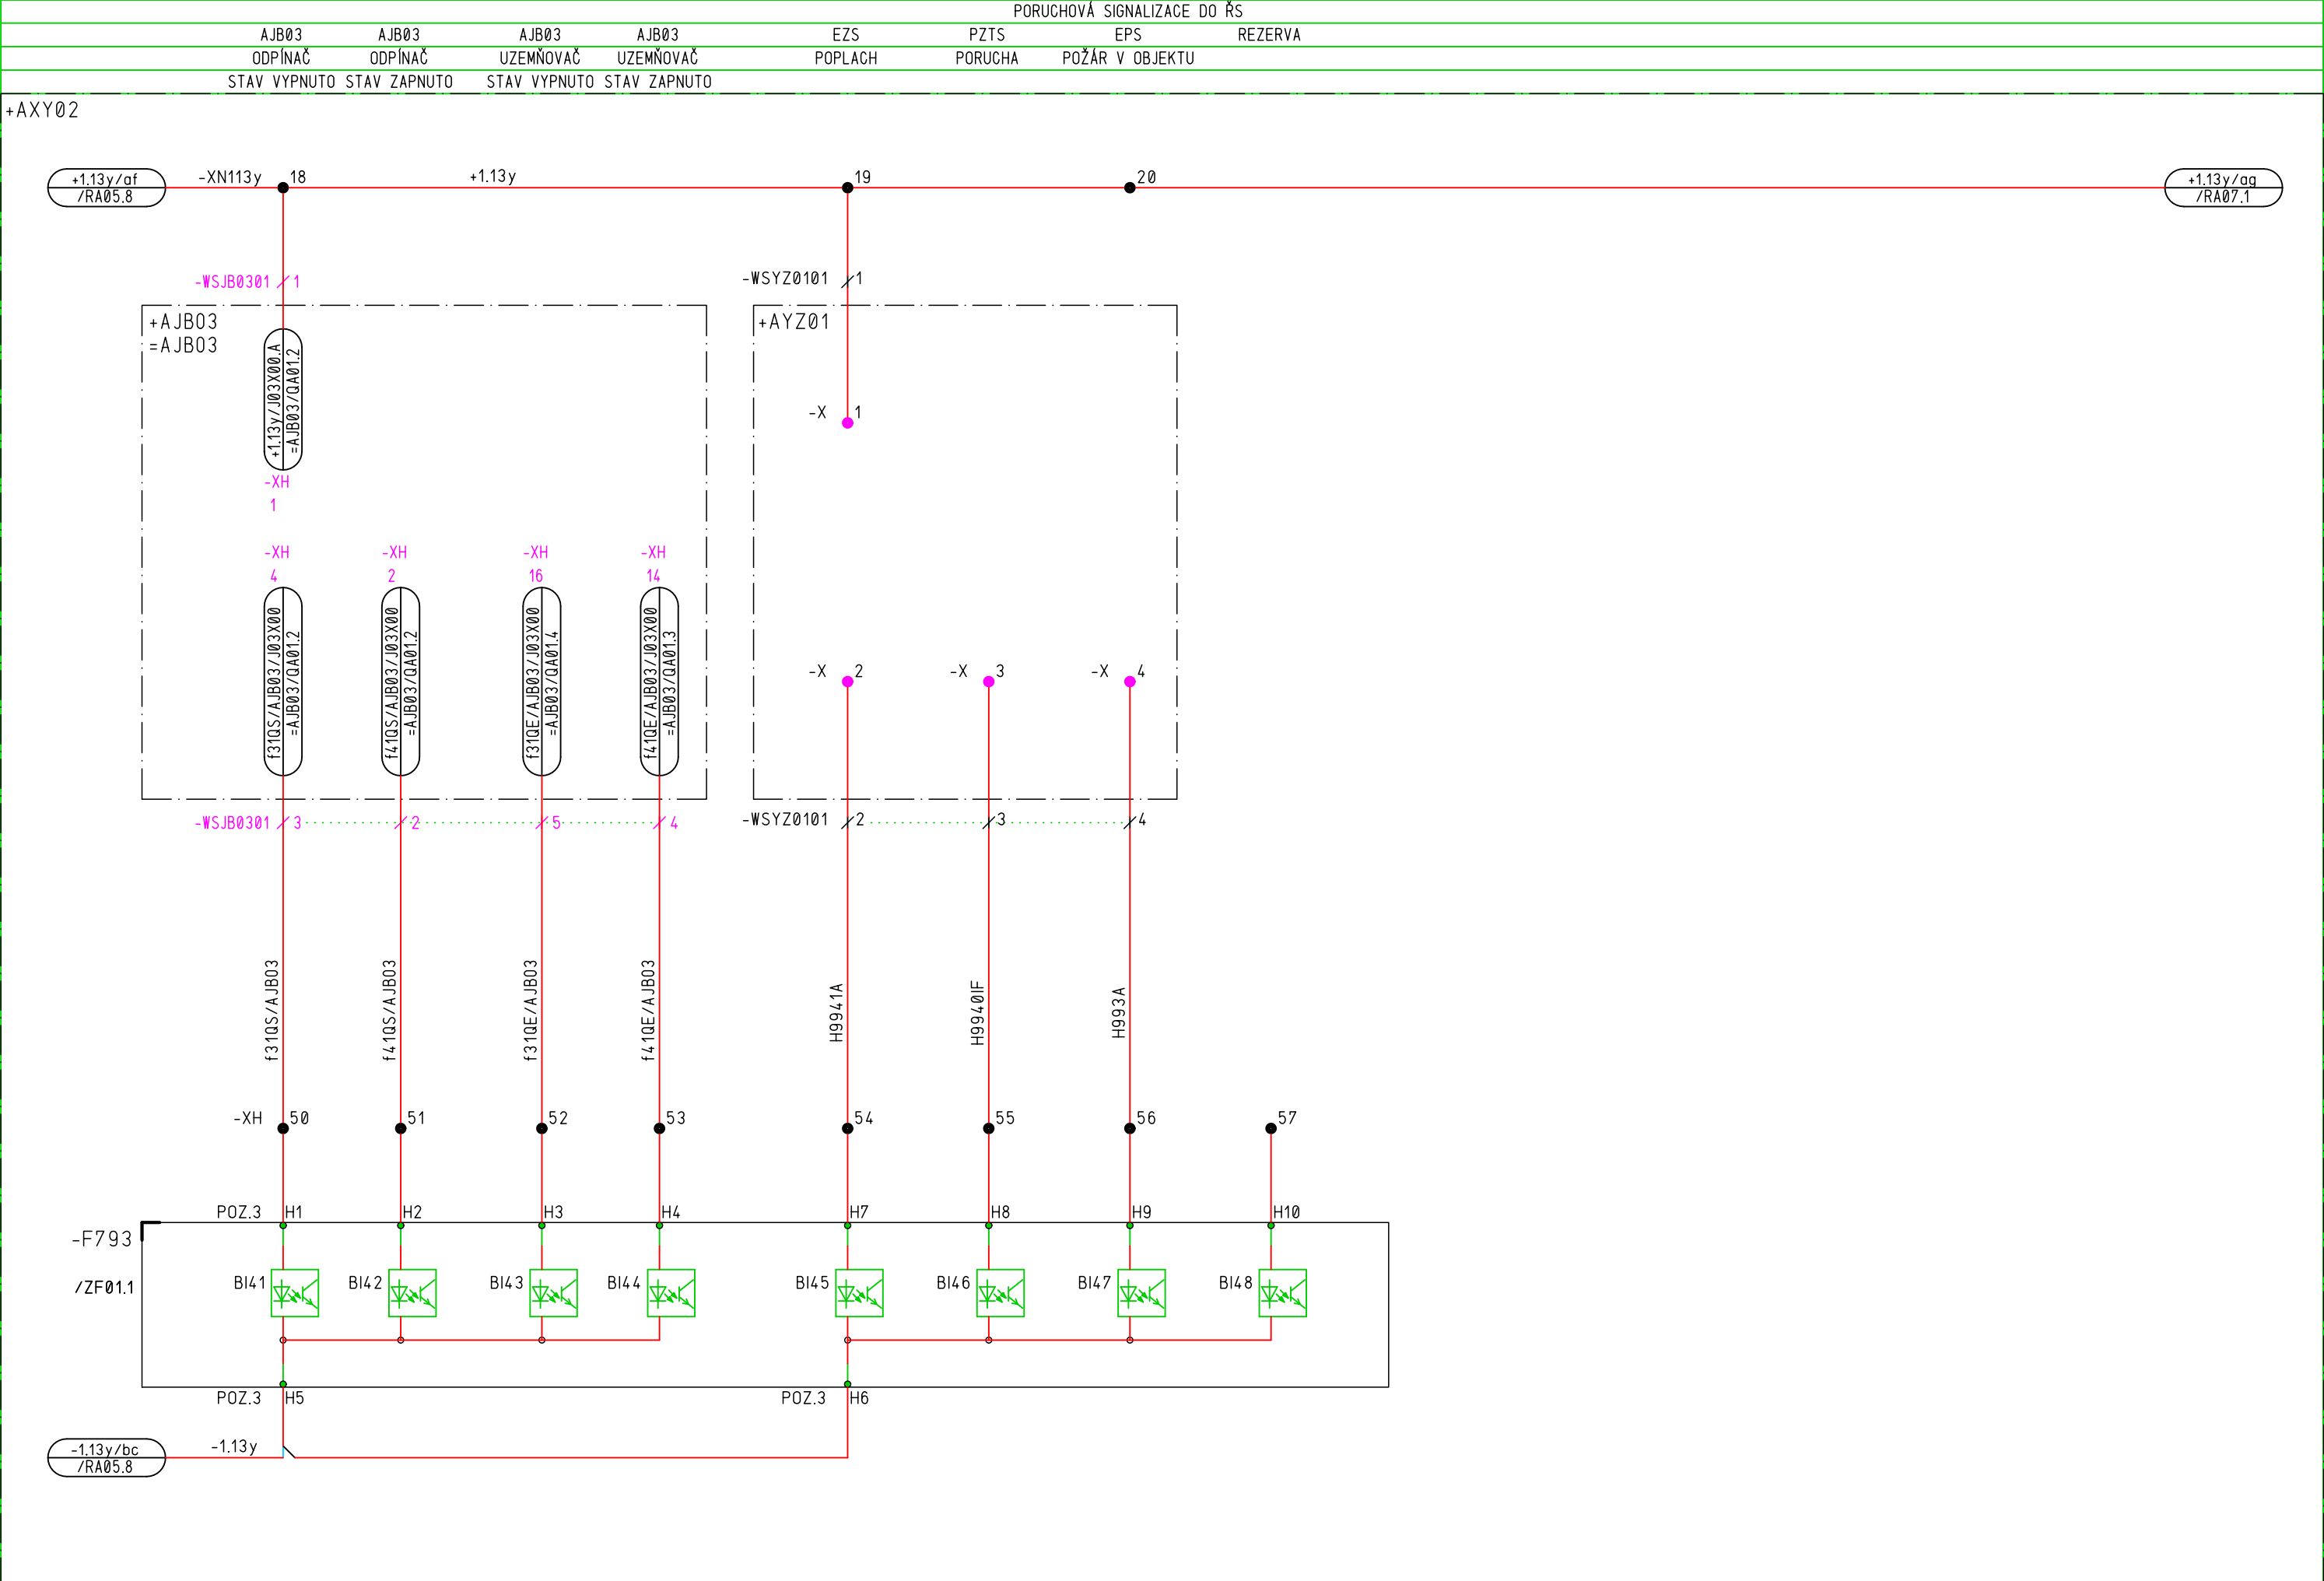 PORUCHOVÁ SIGNALIZACE DO ŘS
AJB03 AJB03 AJB03 AJB03 EZS PZTS EPS REZERVA
ODPÍNAČ ODPÍNAČ UZEMŇOVAČ UZEMŇOVAČ POPLACH PORUCHA POŽÁR V OBJEKTU
STAV VYPNUTO STAV ZAPNUTO STAV VYPNUTO STAV ZAPNUTO
+AXY02
+1.13y/af
/RA05.8
-XN113y 18 +1.13y 19 20
+1.13y/ag
/RA07.1
-WSJB0301 1 -WSYZ0101 1
+AJB03
=AJB03
+AYZ01
+1.13y/J03X00.A
=AJB03/QA01.2
-X 1
-XH
1
-XH -XH -XH -XH
4 2 16 14
f31QS/AJB03/J03X00
=AJB03/QA01.2
f41QS/AJB03/J03X00
=AJB03/QA01.2
f31QE/AJB03/J03X00
=AJB03/QA01.4
f41QE/AJB03/J03X00
=AJB03/QA01.3
-X 2 -X 3 -X 4
-WSJB0301 3 2 5 4 -WSYZ0101 2 3 4
f31QS/AJB03
f41QS/AJB03
f31QE/AJB03
f41QE/AJB03
H9941A
H9940IF
H993A
-XH 50 51 52 53 54 55 56 57
POZ.3 H1 H2 H3 H4 H7 H8 H9 H10
-F793
/ZF01.1
BI41 BI42 BI43 BI44 BI45 BI46 BI47 BI48
POZ.3 H5 POZ.3 H6
-1.13y/bc
/RA05.8
-1.13y